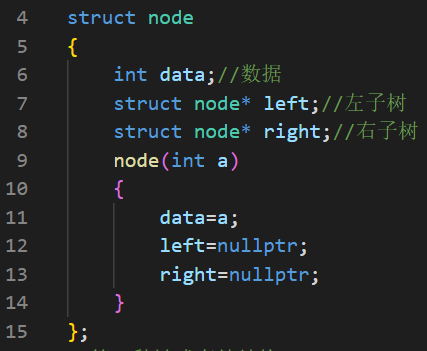 4 struct node
5 {
6 int data;//数据
7 struct node* left;//左子树
8 struct node* right;//右子树
9 node(int a)
10 {
11 data=a;
12 left=nullptr;
13 right=nullptr;
14 }
15 };